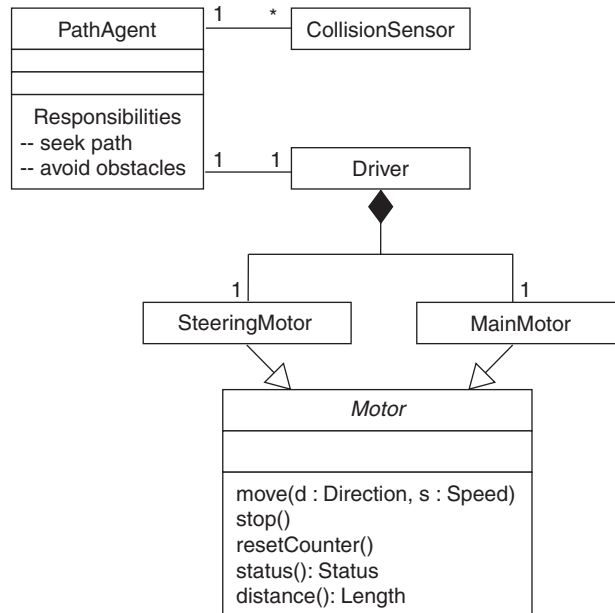 PathAgent
1
*
CollisionSensor
Responsibilities
-- seek path
-- avoid obstacles
1
1
Driver
1
1
SteeringMotor
MainMotor
Motor
move(d : Direction, s : Speed)
stop()
resetCounter()
status(): Status
distance(): Length